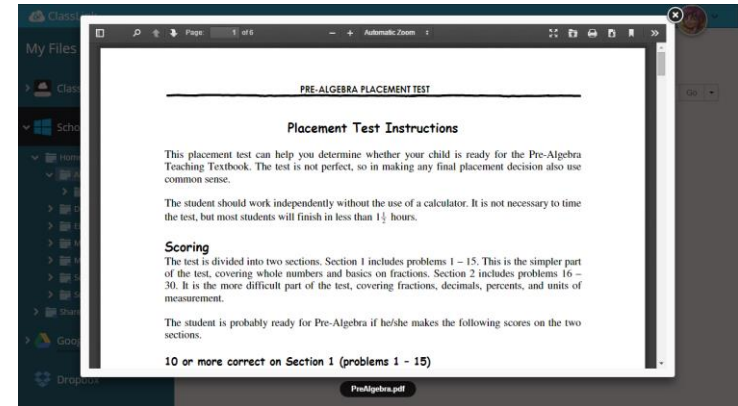 ClassLink
My Files
Page: 1 of 6
Automatic Zoom
Go
Class
Scho
Home
Share
Goog
Dropbox
PRE-ALGEBRA PLACEMENT TEST
Placement Test Instructions
This placement test can help you determine whether your child is ready for the Pre-Algebra
Teaching Textbook. The test is not perfect, so in making any final placement decision also use
common sense.
The student should work independently without the use of a calculator. It is not necessary to time
the test, but most students will finish in less than 1½ hours.
Scoring
The test is divided into two sections. Section 1 includes problems 1 – 15. This is the simpler part
of the test, covering whole numbers and basics on fractions. Section 2 includes problems 16 –
30. It is the more difficult part of the test, covering fractions, decimals, percents, and units of
measurement.
The student is probably ready for Pre-Algebra if he/she makes the following scores on the two
sections.
10 or more correct on Section 1 (problems 1 – 15)
PreAlgebra.pdf